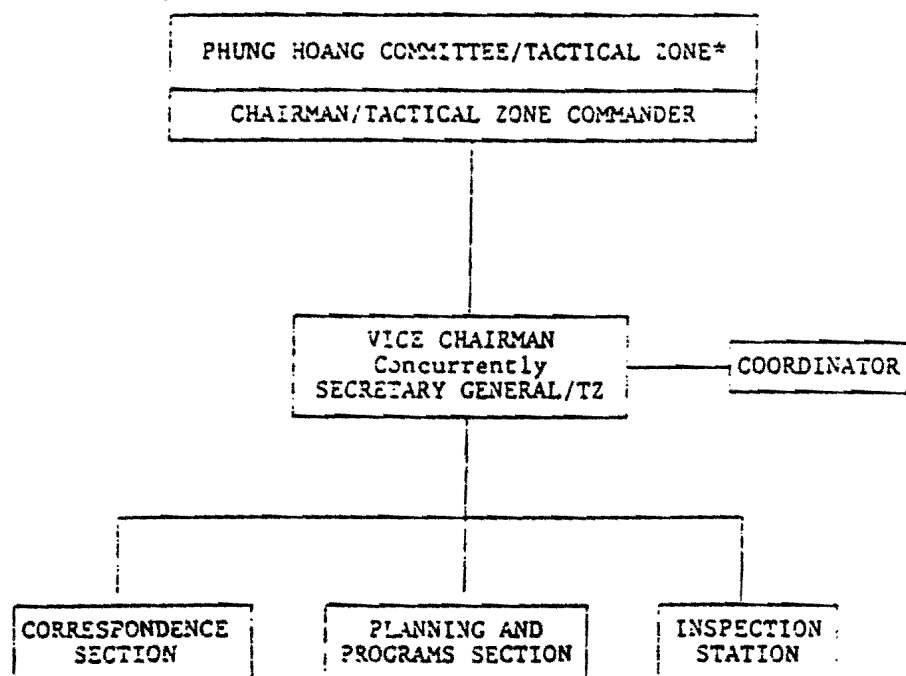 PHUNG HOANG COMMITTEE/TACTICAL ZONE*
CHAIRMAN/TACTICAL ZONE COMMANDER
VICE CHAIRMAN
Concurrently
SECRETARY GENERAL/TZ
COORDINATOR
CORRESPONDENCE
SECTION
PLANNING AND
PROGRAMS SECTION
INSPECTION
STATION